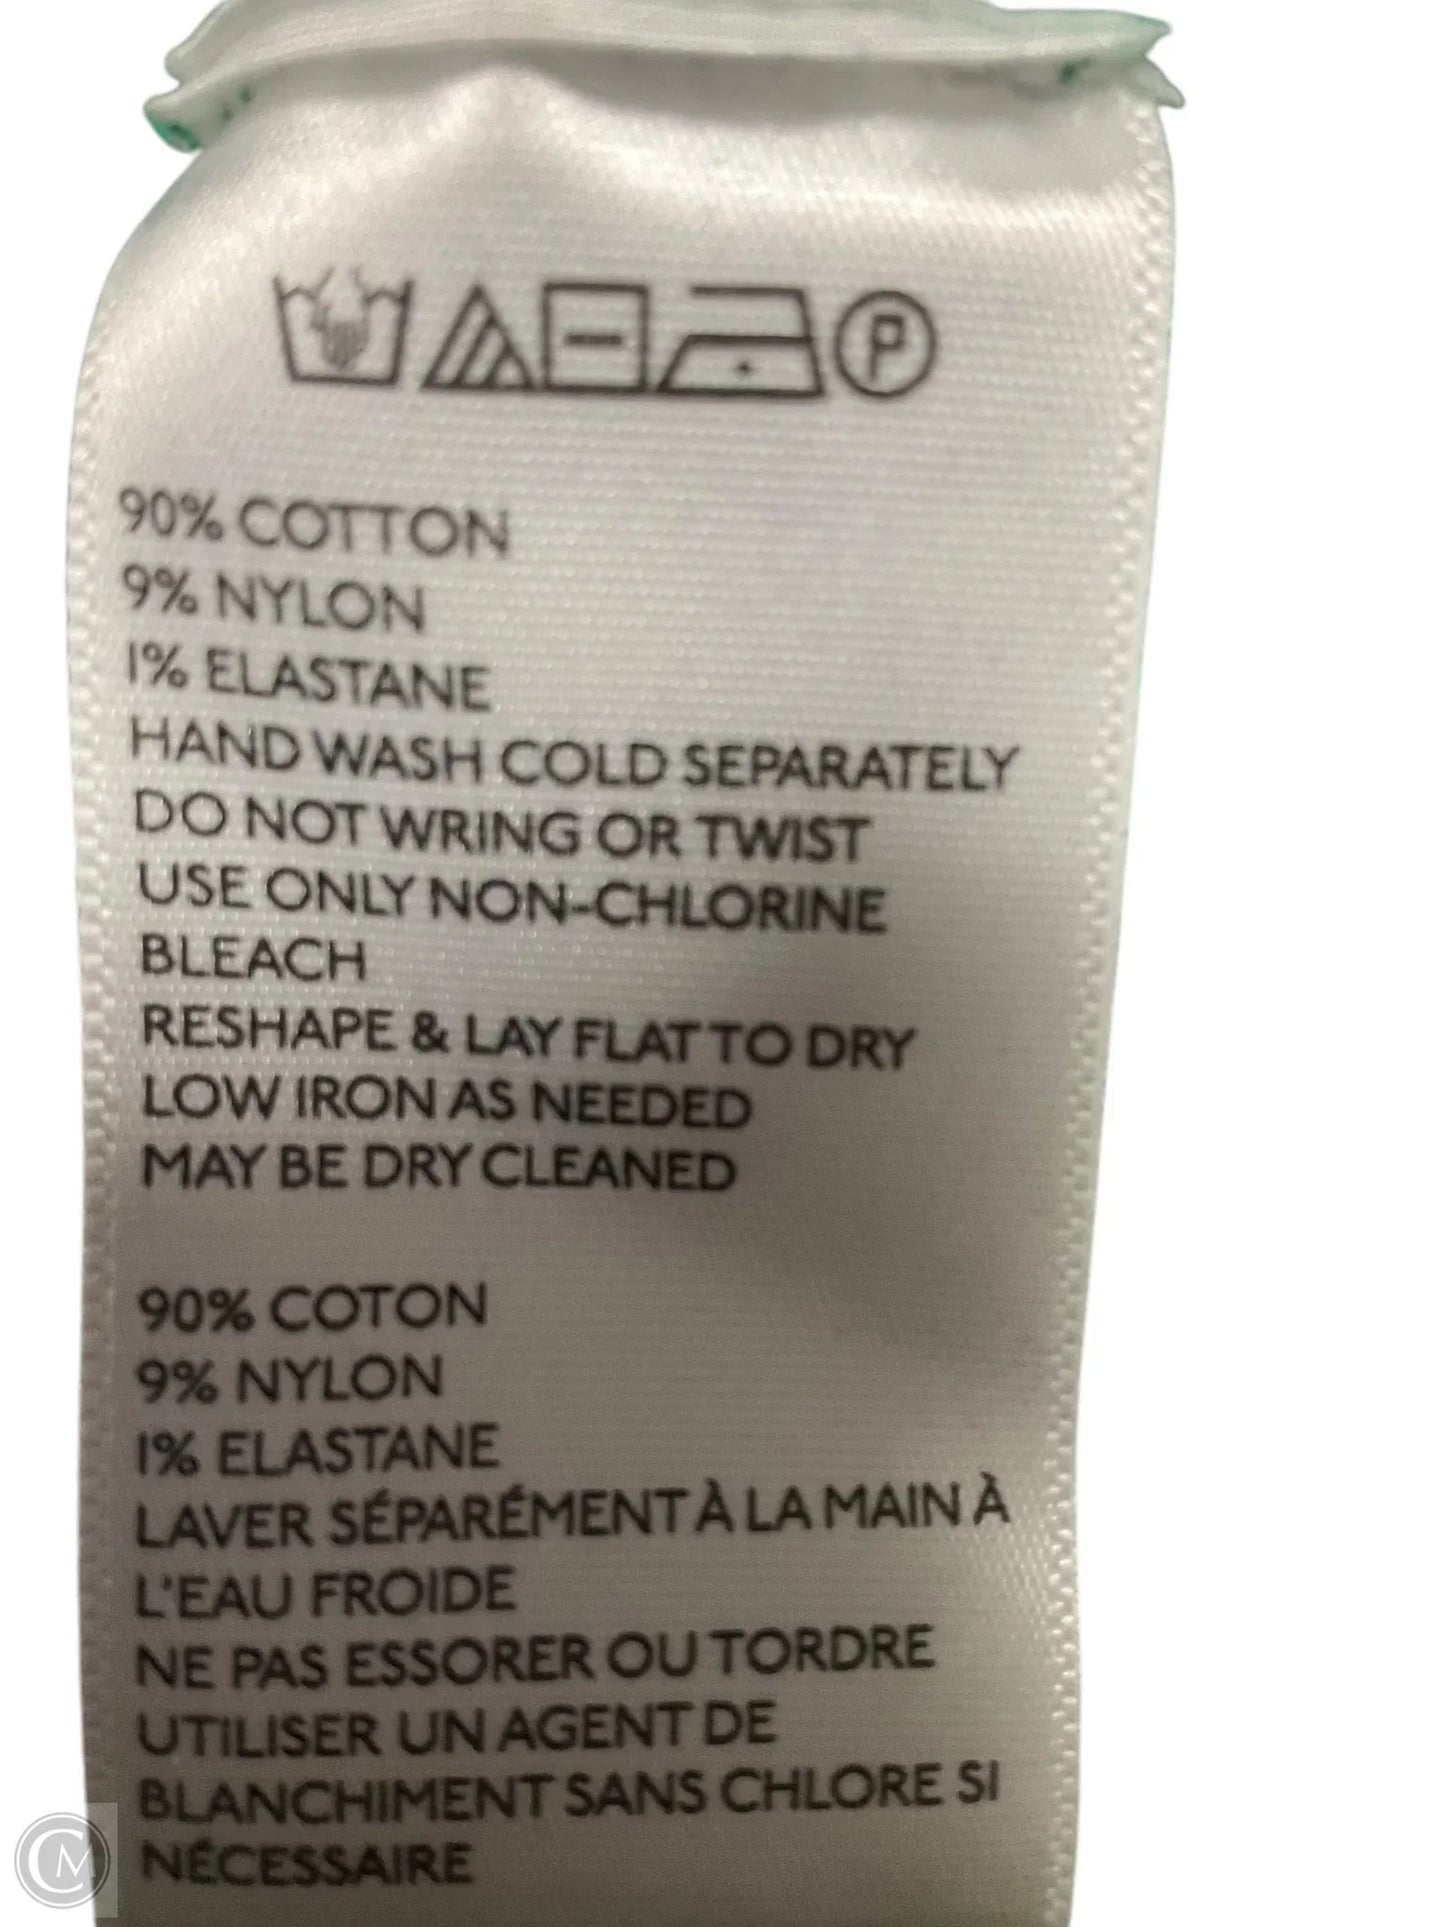 P
90% COTTON
9% NYLON
1% ELASTANE
HAND WASH COLD SEPARATELY
DO NOT WRING OR TWIST
USE ONLY NON-CHLORINE
BLEACH
RESHAPE & LAY FLAT TO DRY
LOW IRON AS NEEDED
MAY BE DRY CLEANED
90% COTON
9% NYLON
1% ELASTANE
LAVER SÉPARÉMENT À LA MAIN À
L'EAU FROIDE
NE PAS ESSORER OU TORDRE
UTILISER UN AGENT DE
BLANCHIMENT SANS CHLORE SI
NÉCESSAIRE
CM